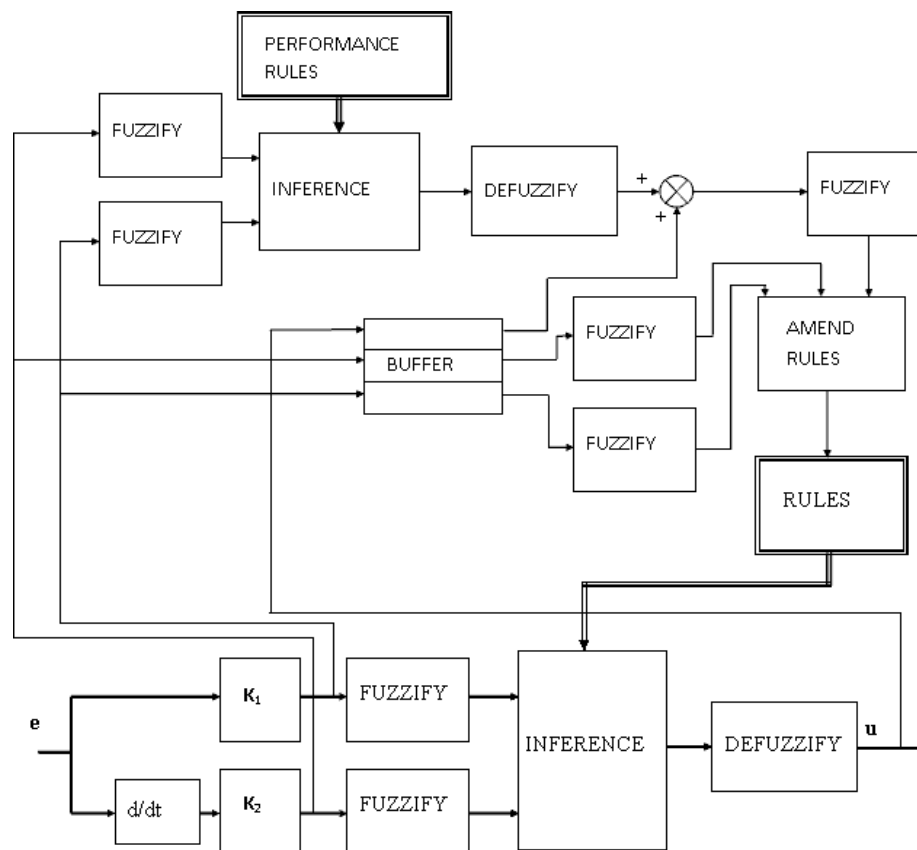 PERFORMANCE
RULES
FUZZIFY
INFERENCE
DEFUZZIFY
+
+
FUZZIFY
FUZZIFY
BUFFER
FUZZIFY
AMEND
RULES
FUZZIFY
RULES
e
K1
FUZZIFY
INFERENCE
DEFUZZIFY
u
d/dt
K2
FUZZIFY